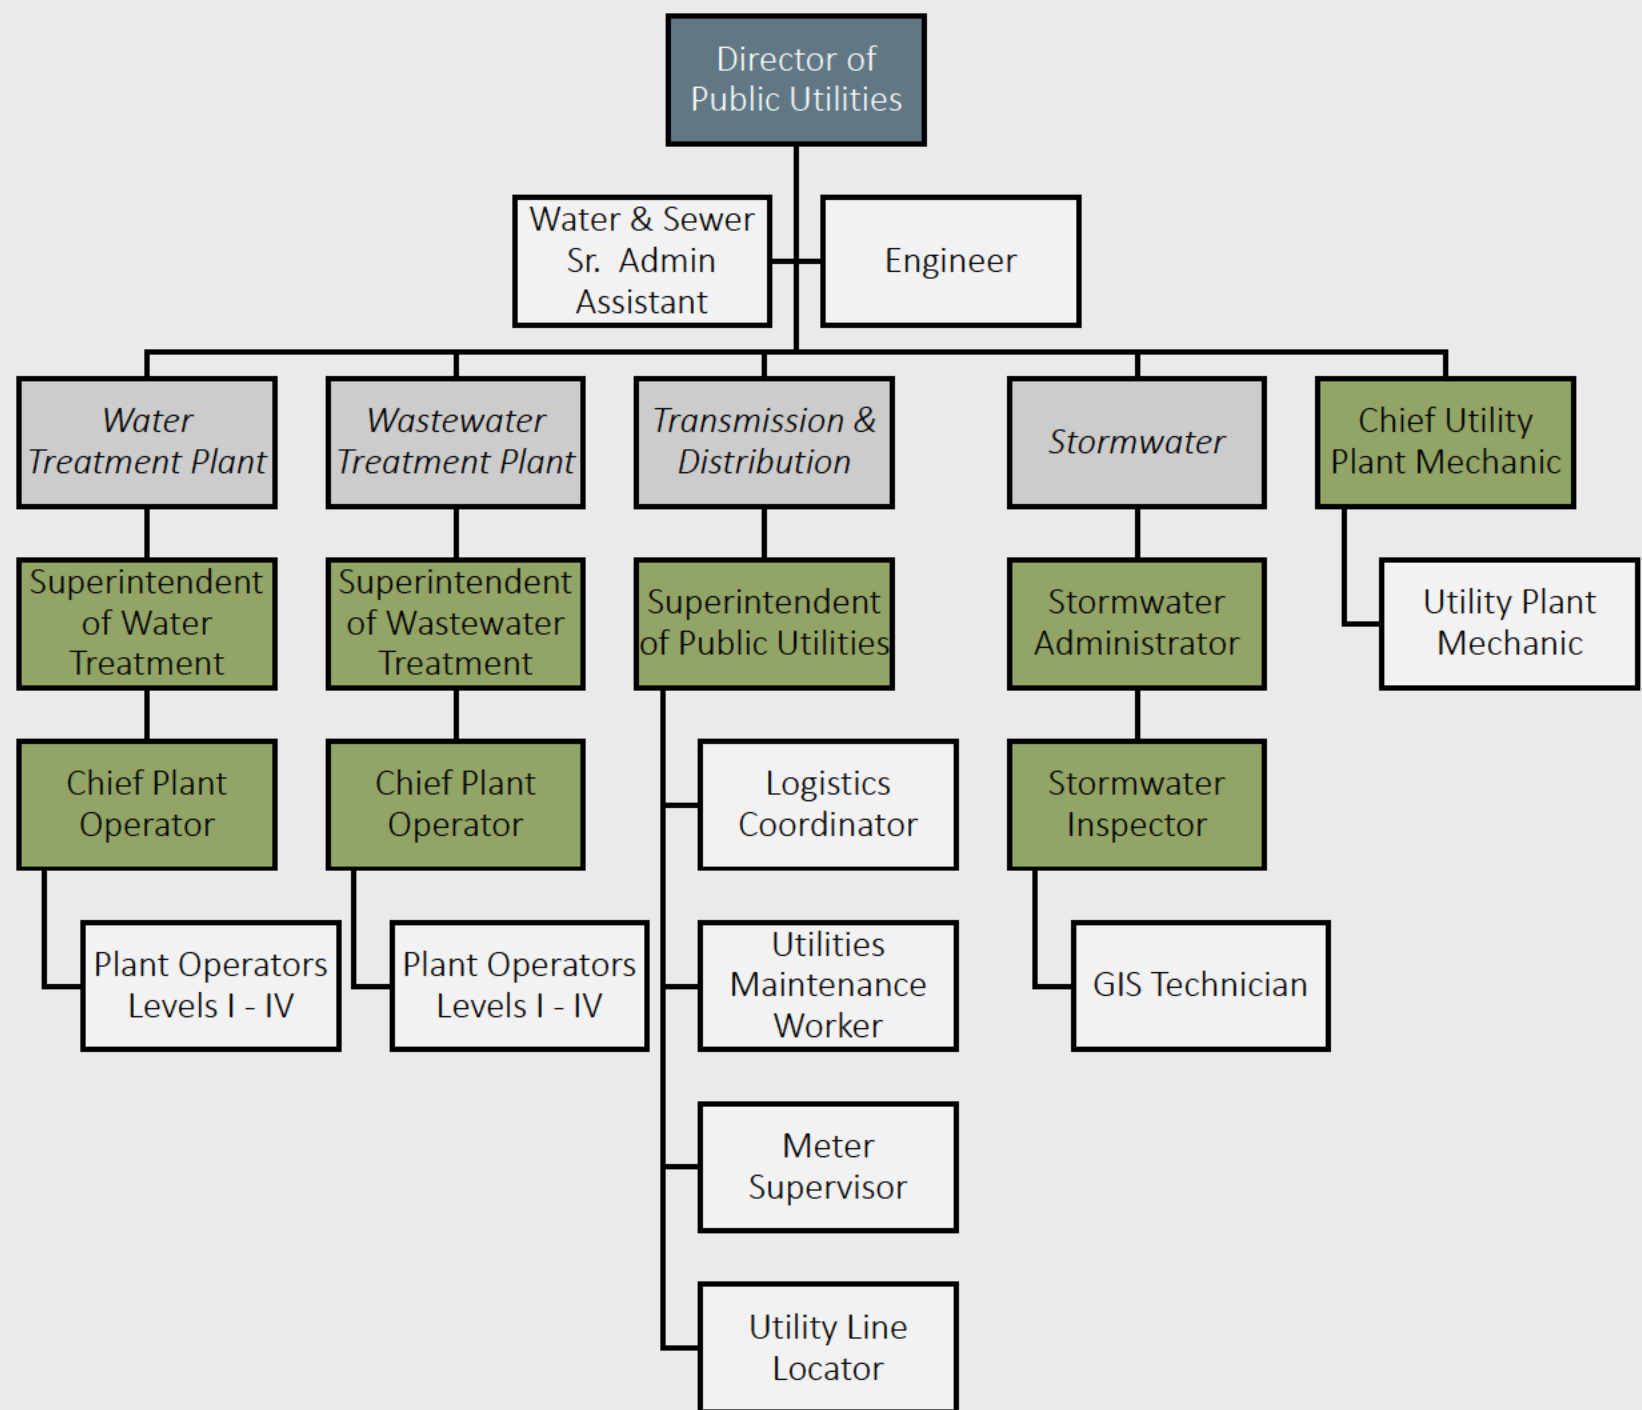 Director of
Public Utilities
Water & Sewer
Sr. Admin
Assistant
Engineer
Water
Treatment Plant
Wastewater
Treatment Plant
Transmission &
Distribution
Stormwater
Chief Utility
Plant Mechanic
Superintendent
of Water
Treatment
Superintendent
of Wastewater
Treatment
Superintendent
of Public Utilities
Stormwater
Administrator
Utility Plant
Mechanic
Chief Plant
Operator
Chief Plant
Operator
Logistics
Coordinator
Stormwater
Inspector
Plant Operators
Levels I - IV
Plant Operators
Levels I - IV
Utilities
Maintenance
Worker
GIS Technician
Meter
Supervisor
Utility Line
Locator